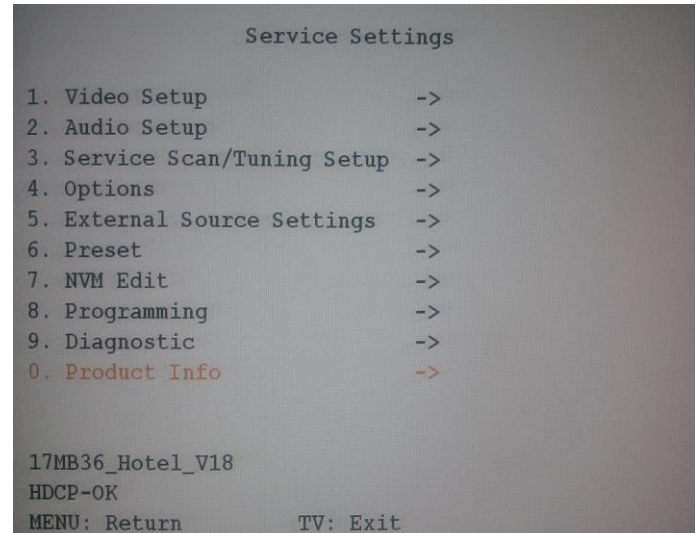 Service Settings
1. Video Setup ->
2. Audio Setup ->
3. Service Scan/Tuning Setup ->
4. Options ->
5. External Source Settings ->
6. Preset ->
7. NVM Edit ->
8. Programming ->
9. Diagnostic ->
0. Product Info ->
17MB36_Hotel_V18
HDCP-OK
MENU: Return TV: Exit